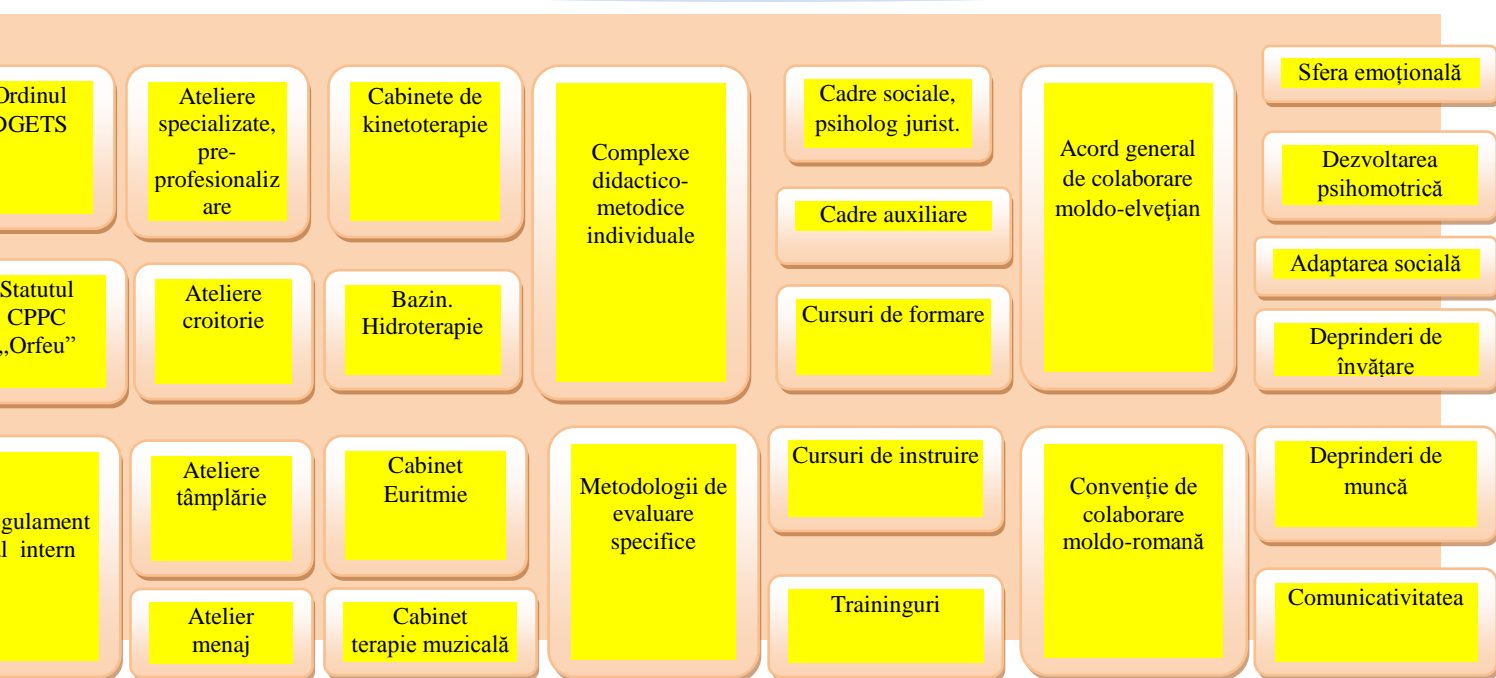 Ordinul
DGETS
Statutul
CPPC
„Orfeu”
gulament
l intern
Ateliere
specializate,
pre-
profesionaliz
are
Ateliere
croitorie
Ateliere
tâmplărie
Atelier
menaj
Cabinete de
kinetoterapie
Bazin.
Hidroterapie
Cabinet
Euritmie
Cabinet
terapie muzicală
Complexe
didactico-
metodice
individuale
Metodologii de
evaluare
specifice
Cadre sociale,
psiholog jurist.
Cadre auxiliare
Cursuri de formare
Cursuri de instruire
Traininguri
Acord general
de colaborare
moldo-elveţian
Convenție de
colaborare
moldo-romană
Sfera emoțională
Dezvoltarea
psihomotrică
Adaptarea socială
Deprinderi de
învățare
Deprinderi de
muncă
Comunicativitatea